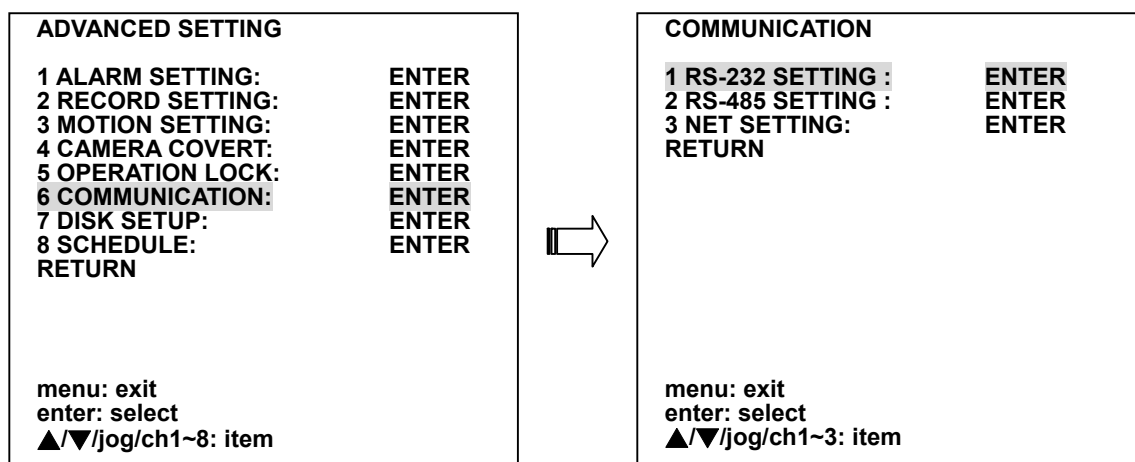 ADVANCED SETTING
1 ALARM SETTING: ENTER
2 RECORD SETTING: ENTER
3 MOTION SETTING: ENTER
4 CAMERA COVERT: ENTER
5 OPERATION LOCK: ENTER
6 COMMUNICATION: ENTER
7 DISK SETUP: ENTER
8 SCHEDULE: ENTER
RETURN
menu: exit
enter: select
▲/▼/jog/ch1~8: item
COMMUNICATION
1 RS-232 SETTING : ENTER
2 RS-485 SETTING : ENTER
3 NET SETTING: ENTER
RETURN
menu: exit
enter: select
▲/▼/jog/ch1~3: item